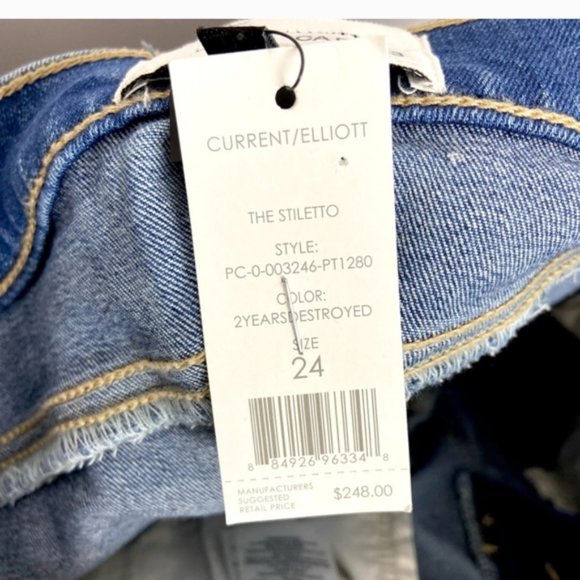 CURRENT/ELLIOTT
THE STILETTO
STYLE:
PC-0-003246-PT1280
COLOR:
2YEARSDESTROYED
SIZE
24
8 84926 96334 8
MANUFACTURERS
SUGGESTED
RETAIL PRICE
$248.00